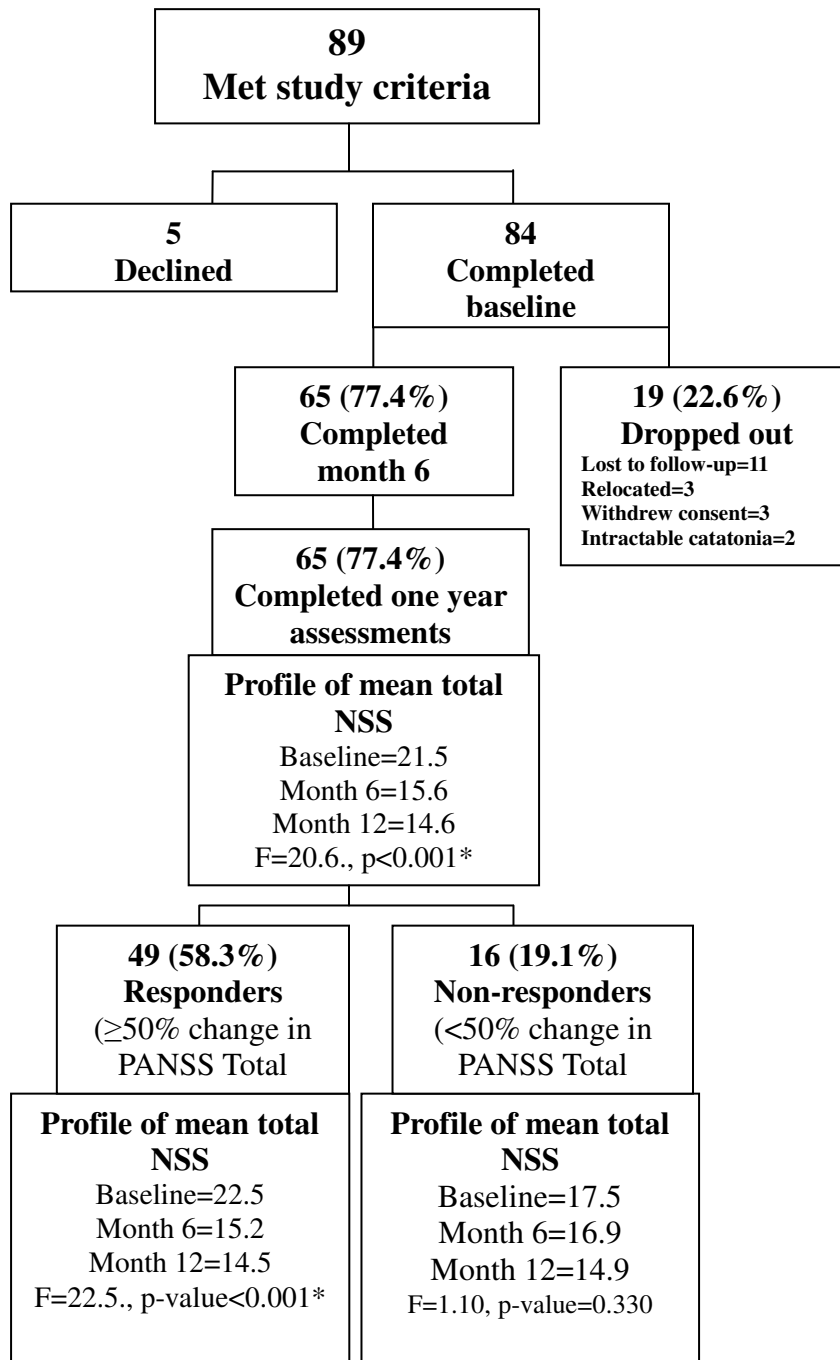 89
Met study criteria
5
Declined
84
Completed
baseline
65 (77.4%)
Completed
month 6
19 (22.6%)
Dropped out
Lost to follow-up=11
Relocated=3
Withdrew consent=3
Intractable catatonia=2
65 (77.4%)
Completed one year
assessments
Profile of mean total
NSS
Baseline=21.5
Month 6=15.6
Month 12=14.6
F=20.6., p<0.001*
49 (58.3%)
Responders
(≥50% change in
PANSS Total
16 (19.1%)
Non-responders
(<50% change in
PANSS Total
Profile of mean total
NSS
Baseline=22.5
Month 6=15.2
Month 12=14.5
F=22.5., p-value<0.001*
Profile of mean total
NSS
Baseline=17.5
Month 6=16.9
Month 12=14.9
F=1.10, p-value=0.330